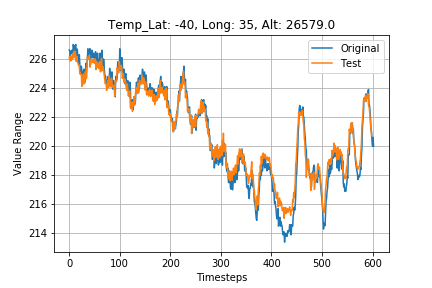 Temp_Lat: -40, Long: 35, Alt: 26579.0
Original
Test
Value Range
226
224
222
220
218
216
214
0
100
200
300
400
500
600
Timesteps